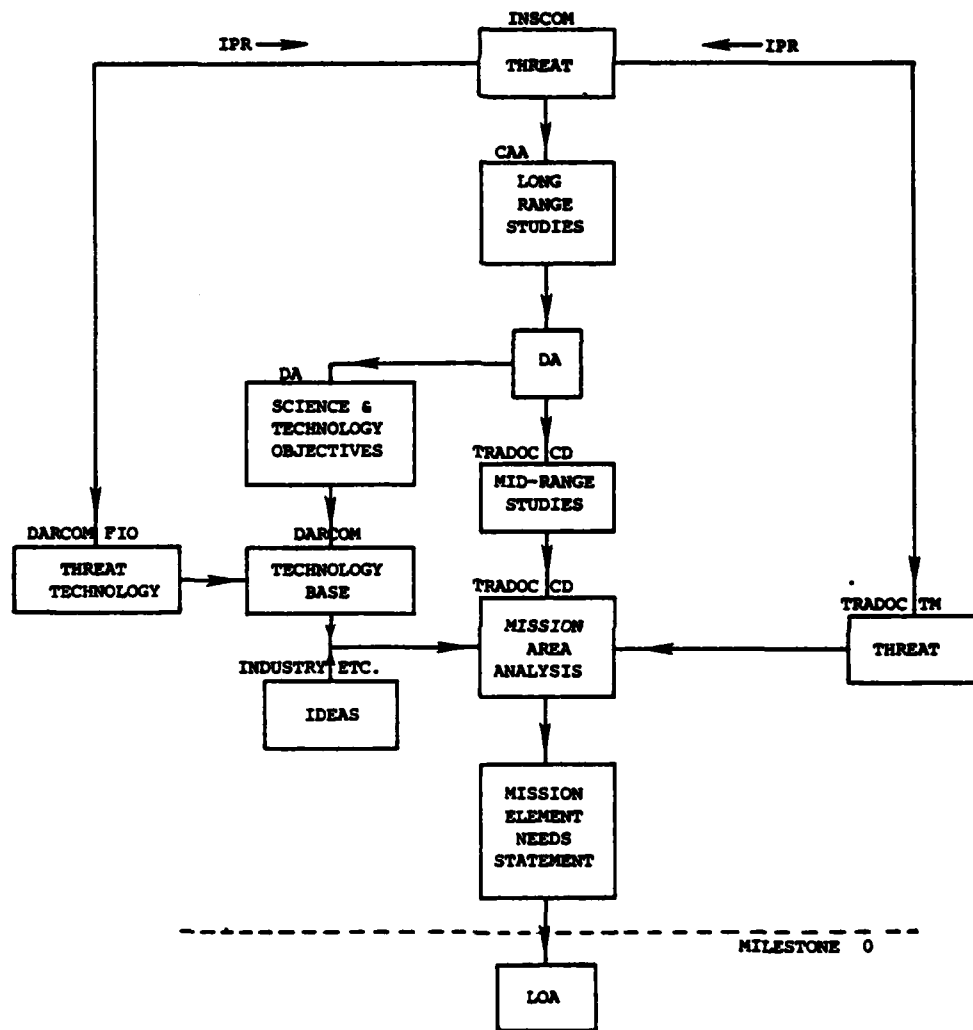 INSCOM
IPR
IPR
THREAT
CAA
LONG
RANGE
STUDIES
DA
DA
SCIENCE &
TECHNOLOGY
OBJECTIVES
TRADOC CD
MID-RANGE
STUDIES
DARCOM FIO
THREAT
TECHNOLOGY
DARCOM
TECHNOLOGY
BASE
TRADOC CD
MISSION
AREA
ANALYSIS
TRADOC TM
THREAT
INDUSTRY ETC.
IDEAS
MISSION
ELEMENT
NEEDS
STATEMENT
MILESTONE 0
LOA